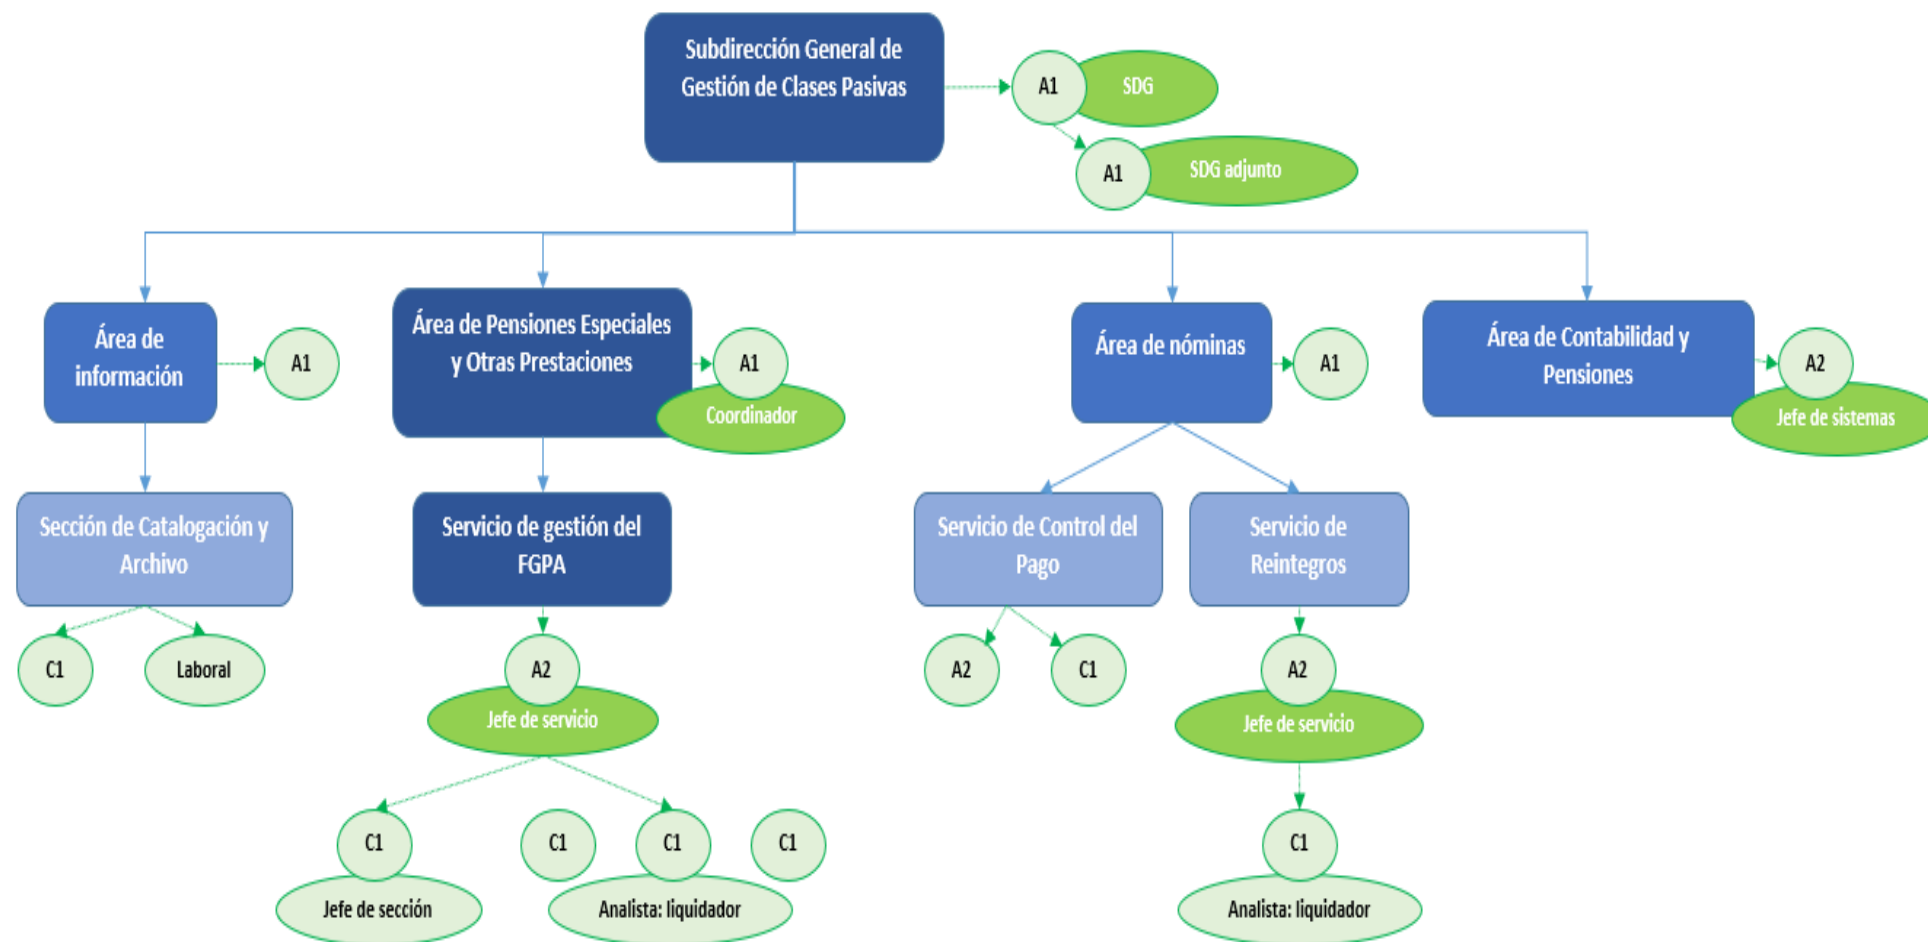 Subdirección General de
Gestión de Clases Pasivas
A1
SDG
A1
SDG adjunto
Área de
información
A1
Área de Pensiones Especiales
y Otras Prestaciones
A1
Coordinador
Área de nóminas
A1
Área de Contabilidad y
Pensiones
A2
Jefe de sistemas
Sección de Catalogación y
Archivo
Servicio de gestión del
FGPA
Servicio de Control del
Pago
Servicio de
Reintegros
C1
Laboral
A2
Jefe de servicio
A2
C1
A2
Jefe de servicio
C1
Jefe de sección
C1
C1
C1
Analista: liquidador
C1
Analista: liquidador